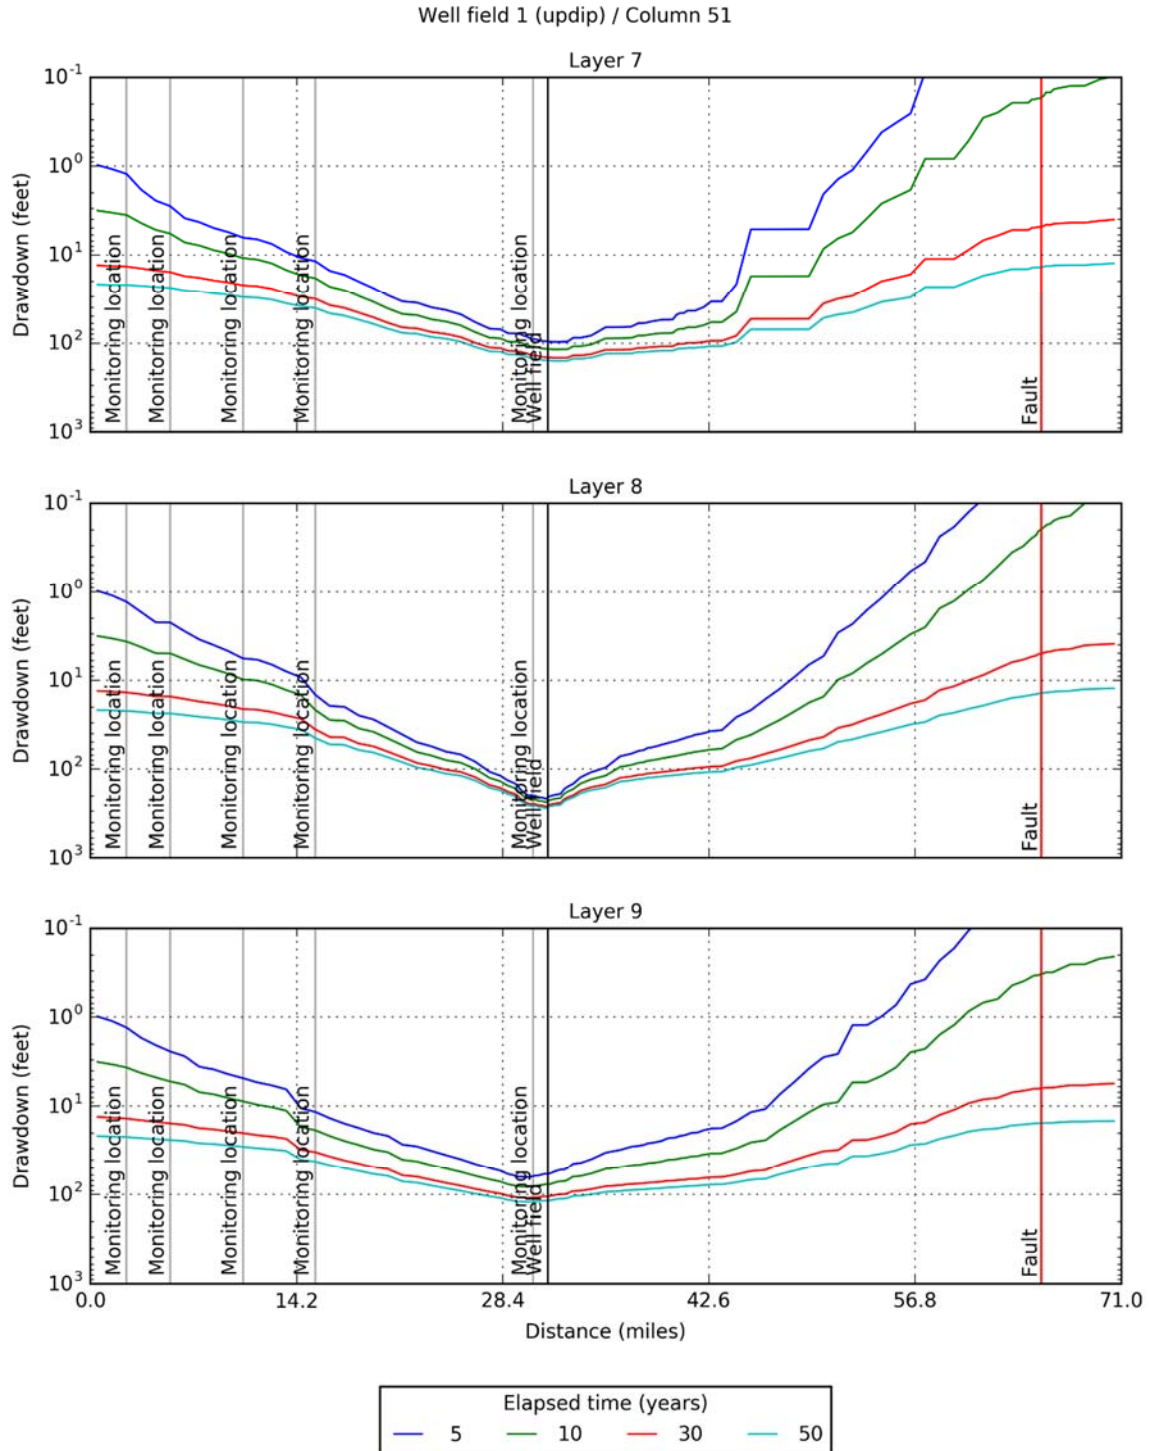 Well field 1 (updip) / Column 51
Layer 7
Drawdown (feet)
10⁻¹
10⁰
10¹
10²
10³
Monitoring location
Monitoring location
Monitoring location
Monitoring location
Monitoring location
Well field
Fault
Layer 8
Drawdown (feet)
10⁻¹
10⁰
10¹
10²
10³
Monitoring location
Monitoring location
Monitoring location
Monitoring location
Monitoring location
Well field
Fault
Layer 9
Drawdown (feet)
10⁻¹
10⁰
10¹
10²
10³
Monitoring location
Monitoring location
Monitoring location
Monitoring location
Monitoring location
Well field
Fault
0.0 14.2 28.4 42.6 56.8 71.0
Distance (miles)
Elapsed time (years)
5 10 30 50